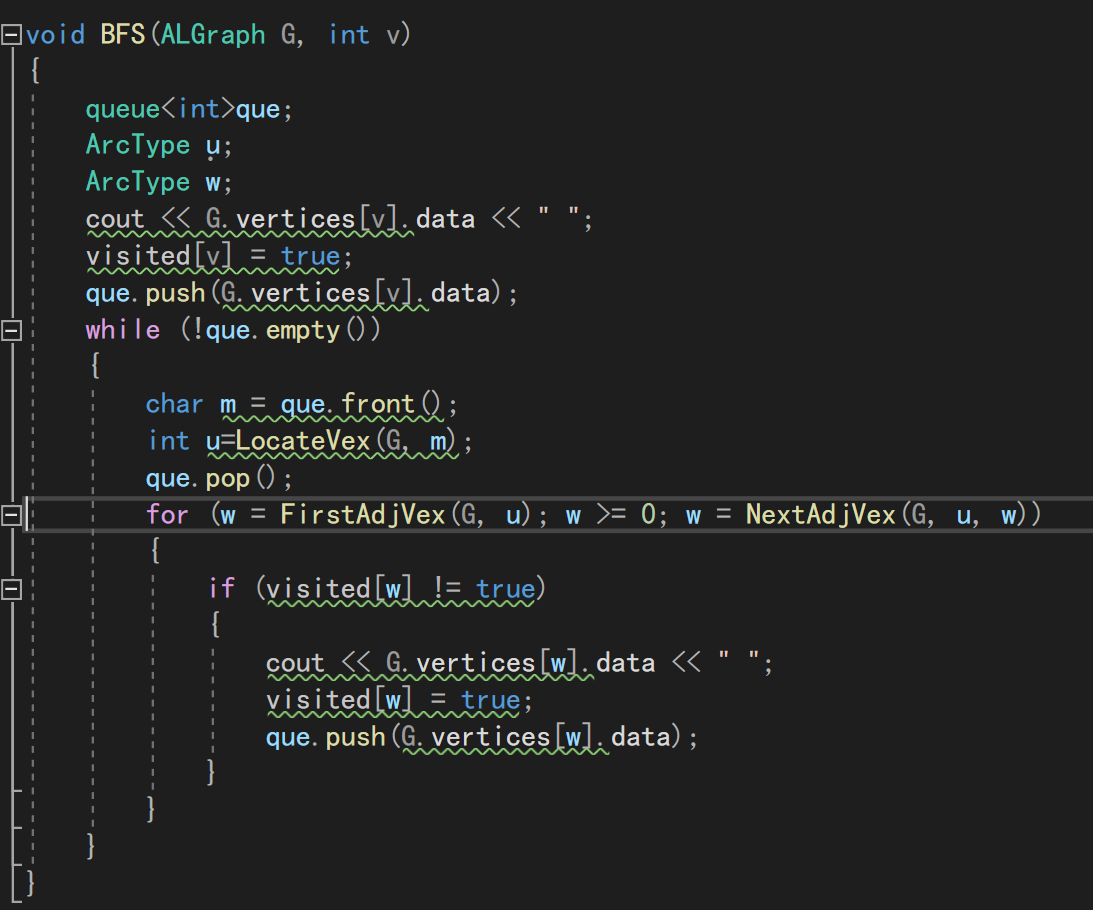 void BFS(ALGraph G, int v)
{
    queue<int>que;
    ArcType u;
    ArcType w;
    cout << G.vertices[v].data << " ";
    visited[v] = true;
    que.push(G.vertices[v].data);
    while (!que.empty())
    {
        char m = que.front();
        int u=LocateVex(G, m);
        que.pop();
        for (w = FirstAdjVex(G, u); w >= 0; w = NextAdjVex(G, u, w))
        {
            if (visited[w] != true)
            {
                cout << G.vertices[w].data << " ";
                visited[w] = true;
                que.push(G.vertices[w].data);
            }
        }
    }
}